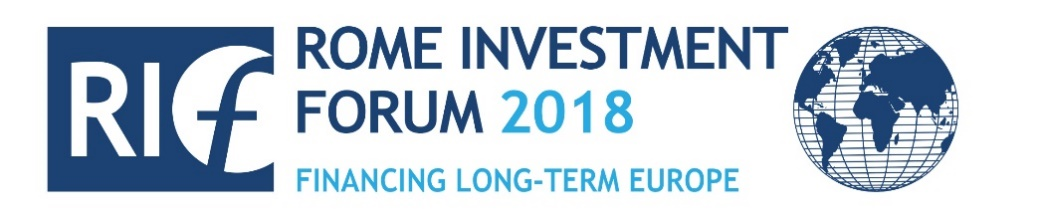 RIf
ROME INVESTMENT
FORUM 2018
FINANCING LONG-TERM EUROPE